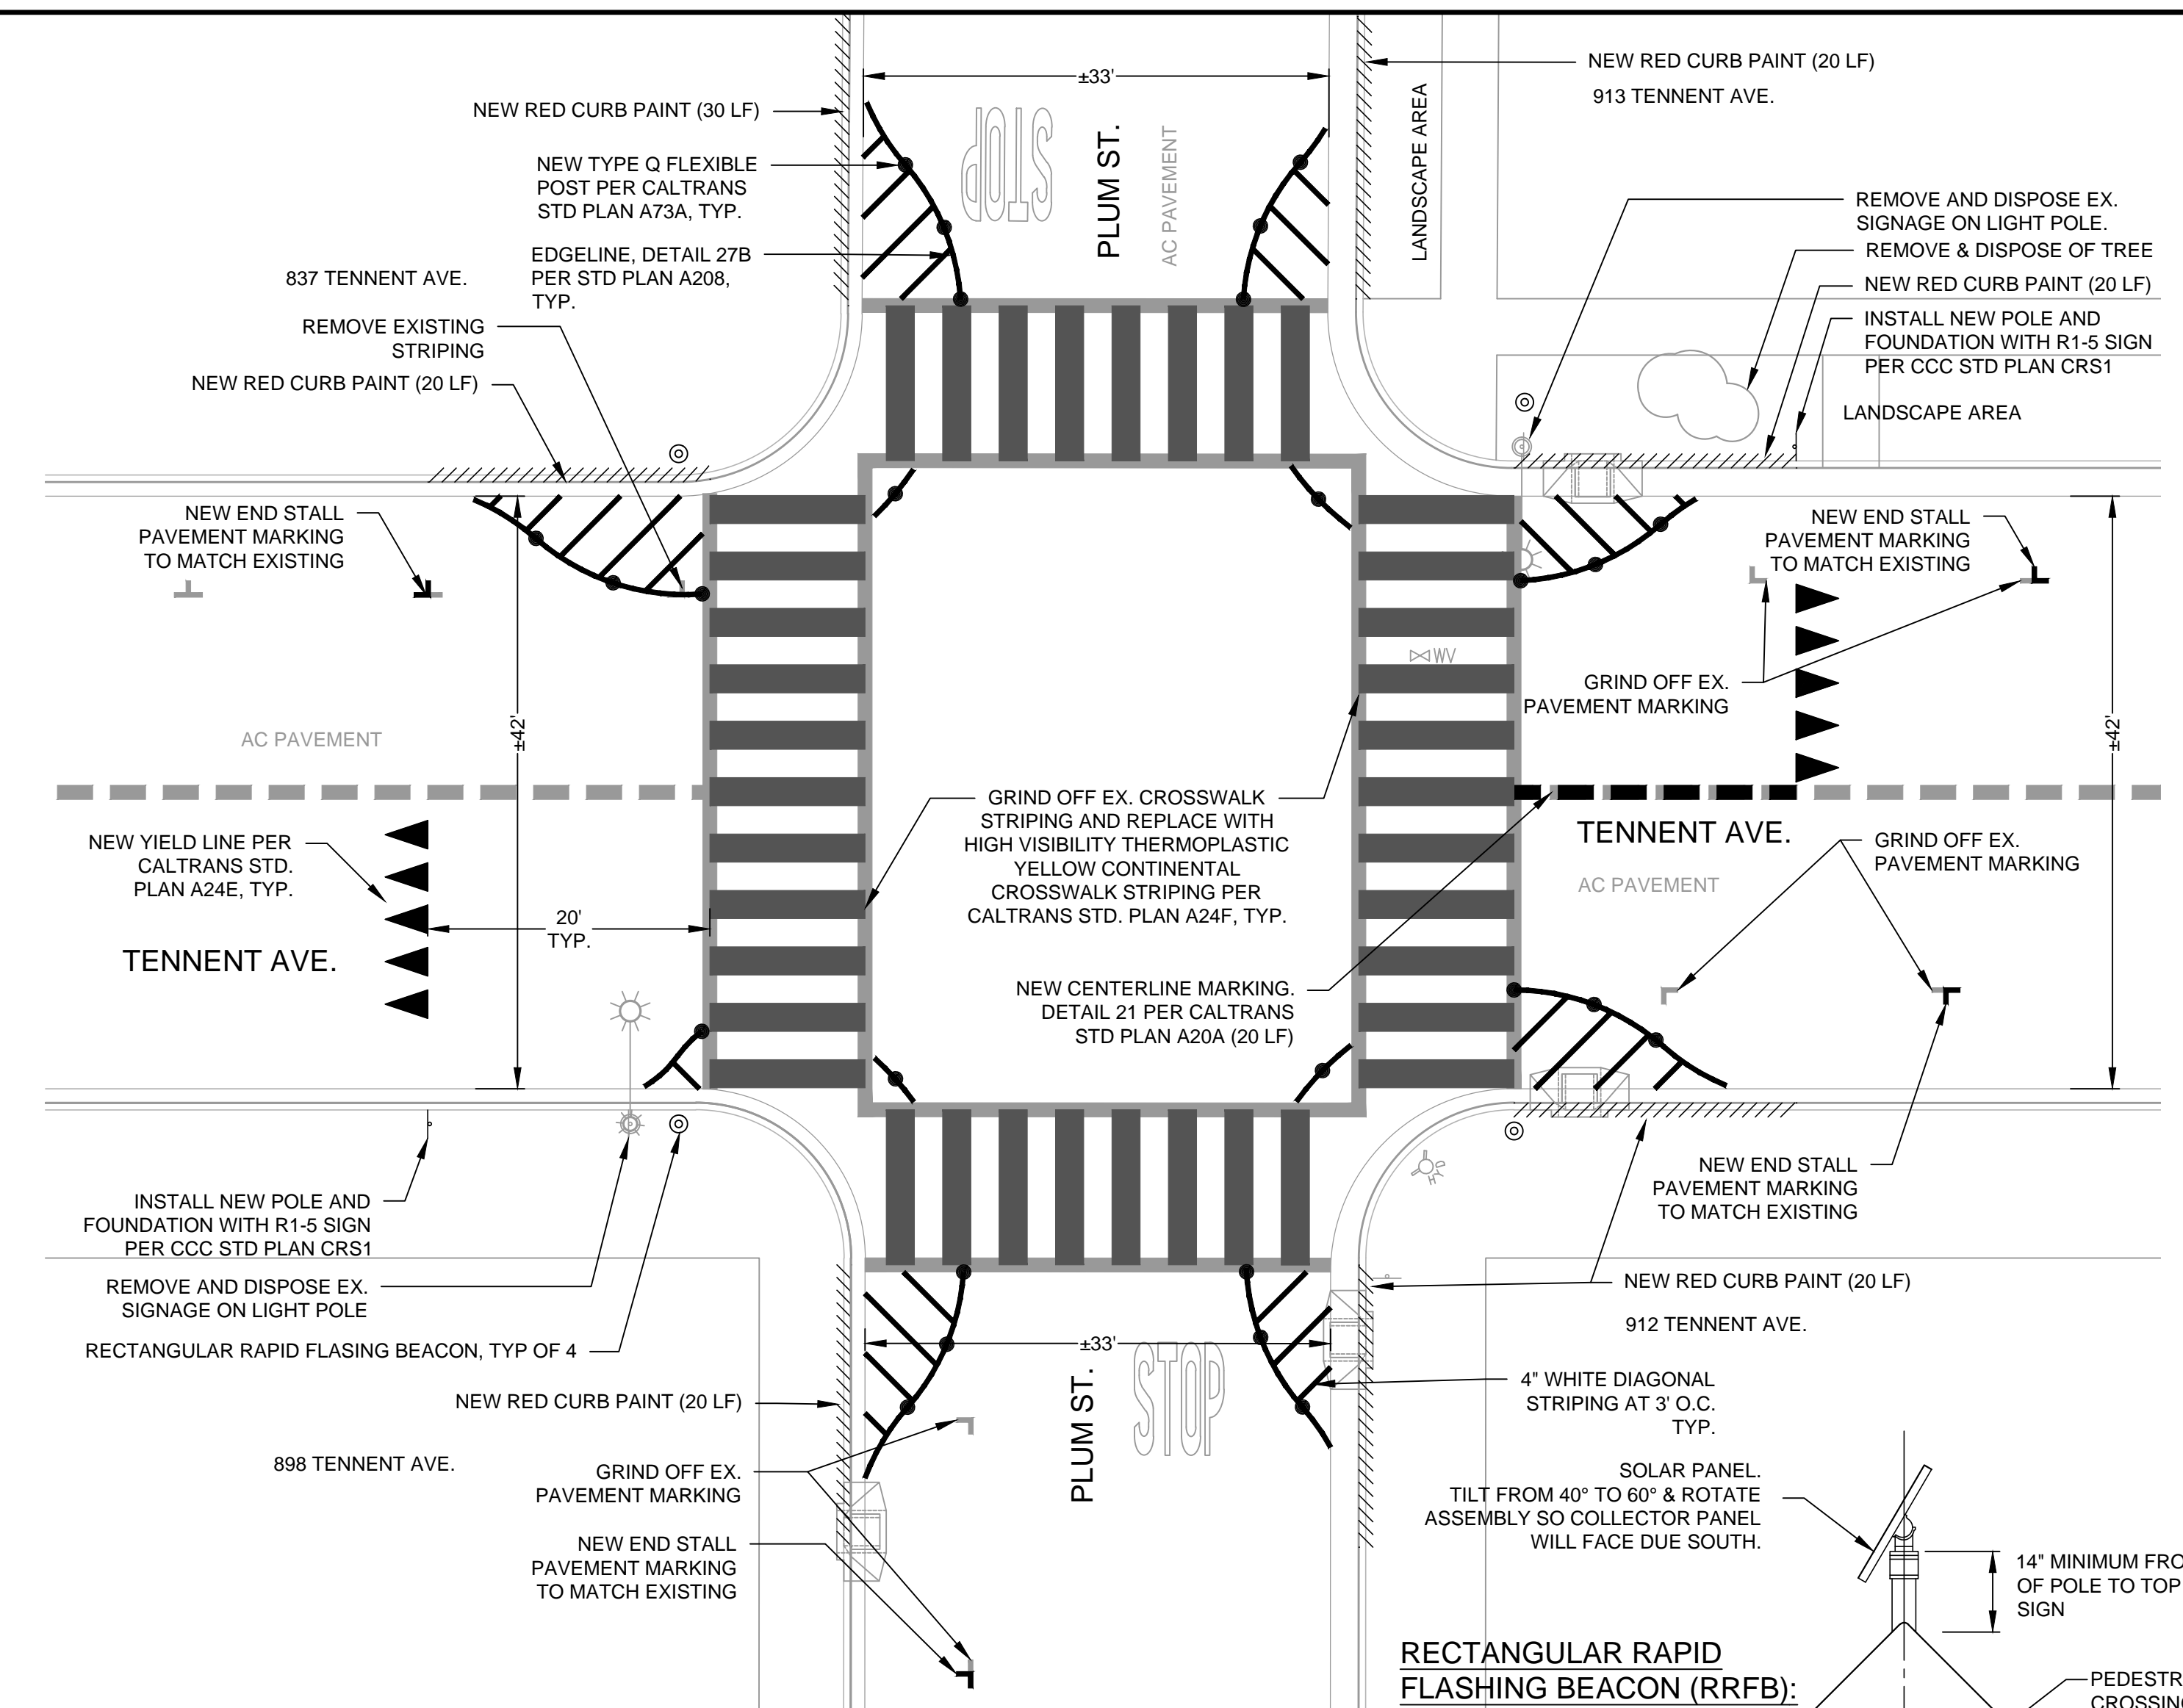 ±33'
NEW RED CURB PAINT (20 LF)
913 TENNENT AVE.
NEW RED CURB PAINT (30 LF)
NEW TYPE Q FLEXIBLE
POST PER CALTRANS
STD PLAN A73A, TYP.
EDGELINE, DETAIL 27B
PER STD PLAN A208,
TYP.
837 TENNENT AVE.
REMOVE EXISTING
STRIPING
NEW RED CURB PAINT (20 LF)
STOP
PLUM ST.
AC PAVEMENT
LANDSCAPE AREA
REMOVE AND DISPOSE EX.
SIGNAGE ON LIGHT POLE.
REMOVE & DISPOSE OF TREE
NEW RED CURB PAINT (20 LF)
INSTALL NEW POLE AND
FOUNDATION WITH R1-5 SIGN
PER CCC STD PLAN CRS1
LANDSCAPE AREA
NEW END STALL
PAVEMENT MARKING
TO MATCH EXISTING
±42'
AC PAVEMENT
NEW END STALL
PAVEMENT MARKING
TO MATCH EXISTING
WV
GRIND OFF EX.
PAVEMENT MARKING
±42'
NEW YIELD LINE PER
CALTRANS STD.
PLAN A24E, TYP.
20'
TYP.
TENNENT AVE.
GRIND OFF EX. CROSSWALK
STRIPING AND REPLACE WITH
HIGH VISIBILITY THERMOPLASTIC
YELLOW CONTINENTAL
CROSSWALK STRIPING PER
CALTRANS STD. PLAN A24F, TYP.
NEW CENTERLINE MARKING.
DETAIL 21 PER CALTRANS
STD PLAN A20A (20 LF)
TENNENT AVE.
AC PAVEMENT
GRIND OFF EX.
PAVEMENT MARKING
NEW END STALL
PAVEMENT MARKING
TO MATCH EXISTING
INSTALL NEW POLE AND
FOUNDATION WITH R1-5 SIGN
PER CCC STD PLAN CRS1
REMOVE AND DISPOSE EX.
SIGNAGE ON LIGHT POLE
RECTANGULAR RAPID FLASING BEACON, TYP OF 4
NEW RED CURB PAINT (20 LF)
898 TENNENT AVE.
GRIND OFF EX.
PAVEMENT MARKING
NEW END STALL
PAVEMENT MARKING
TO MATCH EXISTING
±33'
PLUM ST.
STOP
NEW RED CURB PAINT (20 LF)
912 TENNENT AVE.
4" WHITE DIAGONAL
STRIPING AT 3' O.C.
TYP.
SOLAR PANEL.
TILT FROM 40° TO 60° & ROTATE
ASSEMBLY SO COLLECTOR PANEL
WILL FACE DUE SOUTH.
14" MINIMUM FRO
OF POLE TO TOP
SIGN
RECTANGULAR RAPID
FLASHING BEACON (RRFB):
PEDESTR
CROSSING